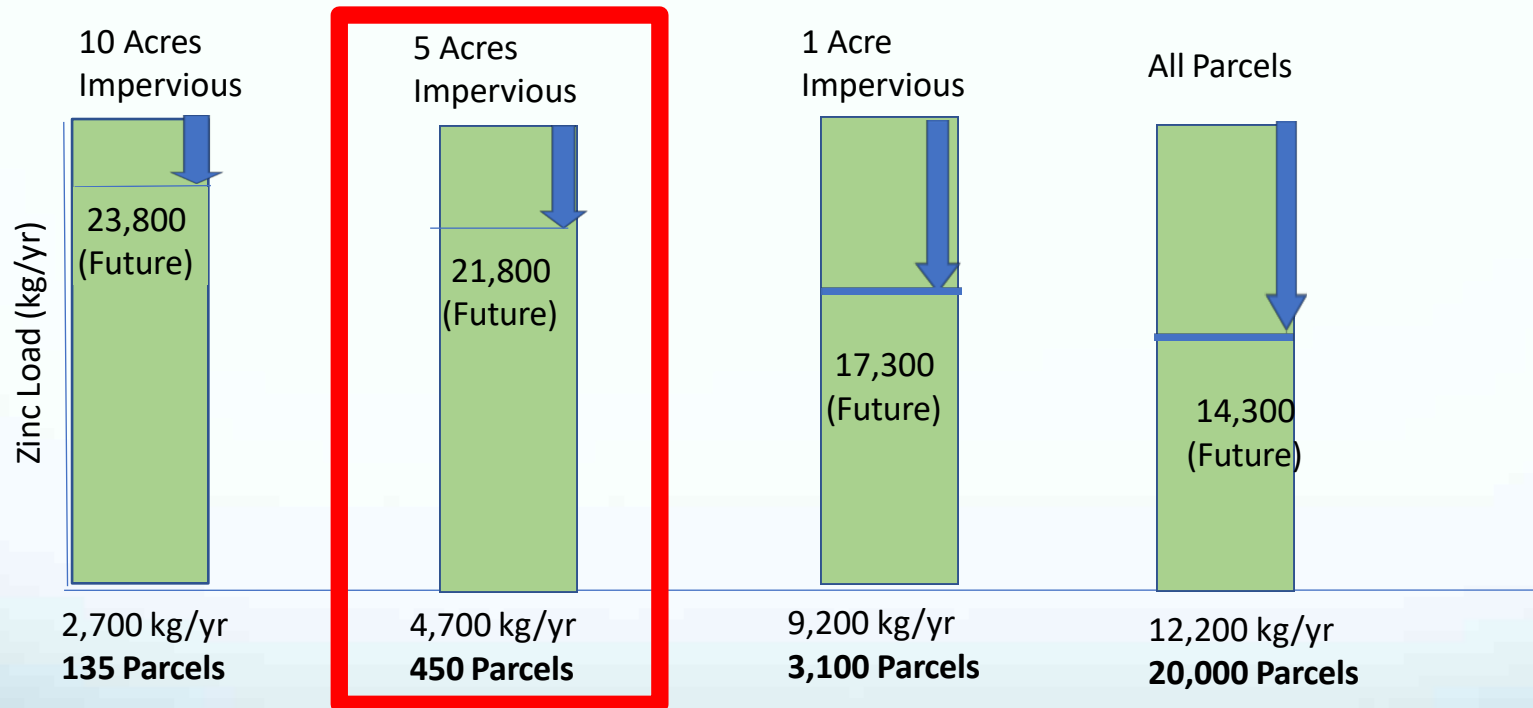 Zinc Load (kg/yr)
10 Acres
Impervious
23,800
(Future)
2,700 kg/yr
135 Parcels
5 Acres
Impervious
21,800
(Future)
4,700 kg/yr
450 Parcels
1 Acre
Impervious
17,300
(Future)
9,200 kg/yr
3,100 Parcels
All Parcels
14,300
(Future)
12,200 kg/yr
20,000 Parcels